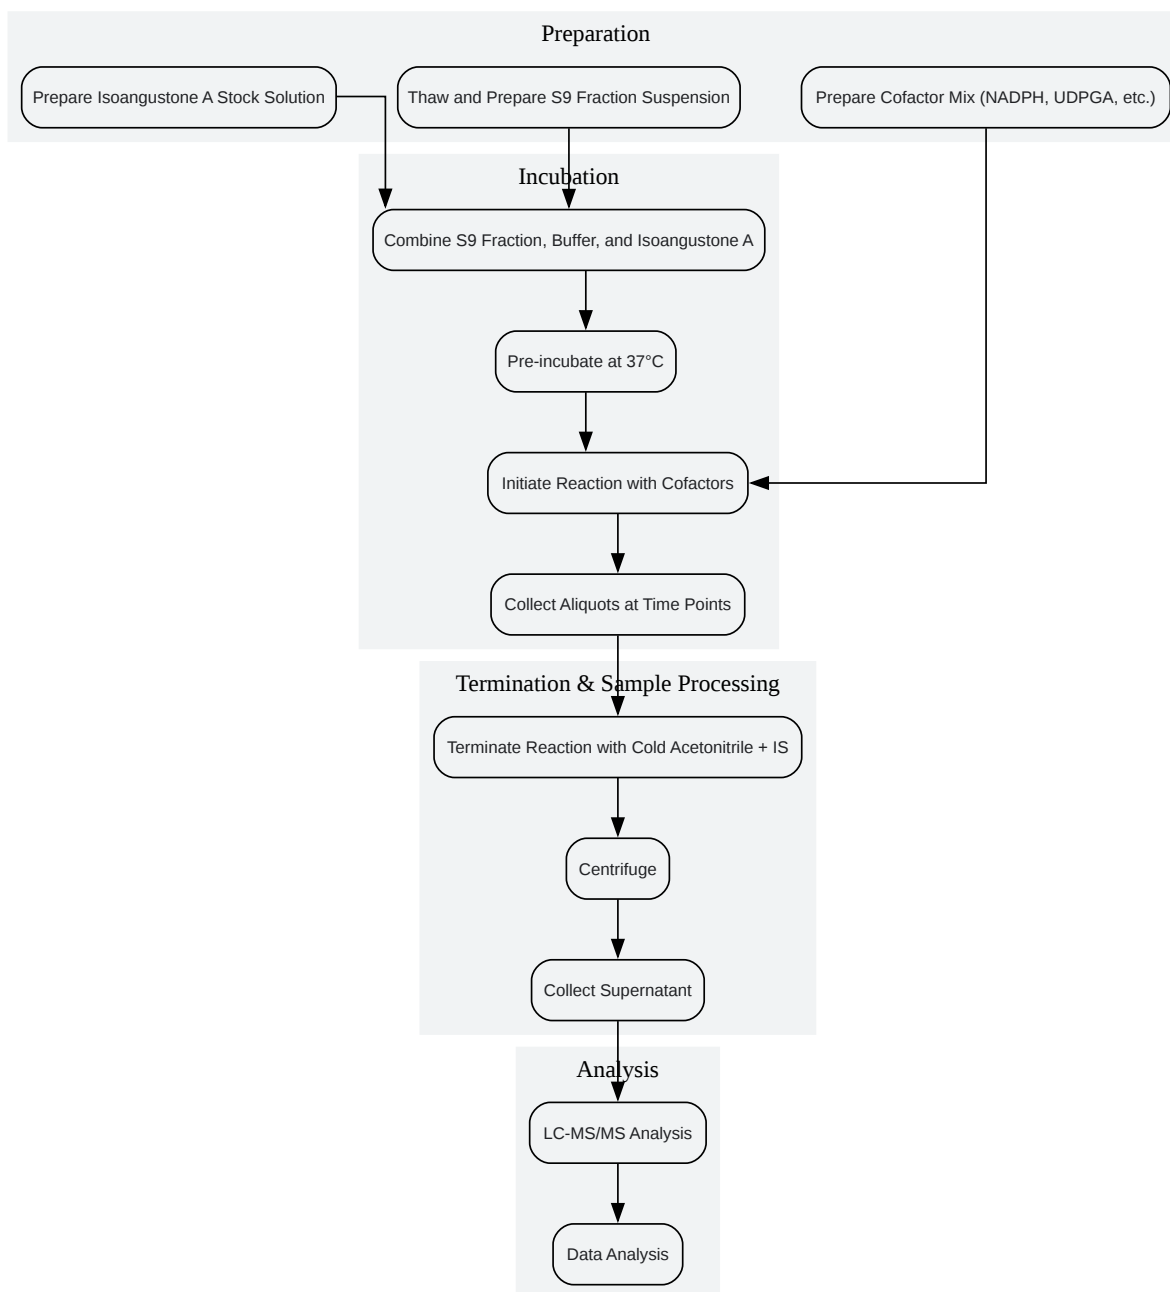 Preparation
Prepare Isoangustone A Stock Solution
Thaw and Prepare S9 Fraction Suspension
Prepare Cofactor Mix (NADPH, UDPGA, etc.)
Incubation
Combine S9 Fraction, Buffer, and Isoangustone A
Pre-incubate at 37°C
Initiate Reaction with Cofactors
Collect Aliquots at Time Points
Termination & Sample Processing
Terminate Reaction with Cold Acetonitrile + IS
Centrifuge
Collect Supernatant
Analysis
LC-MS/MS Analysis
Data Analysis